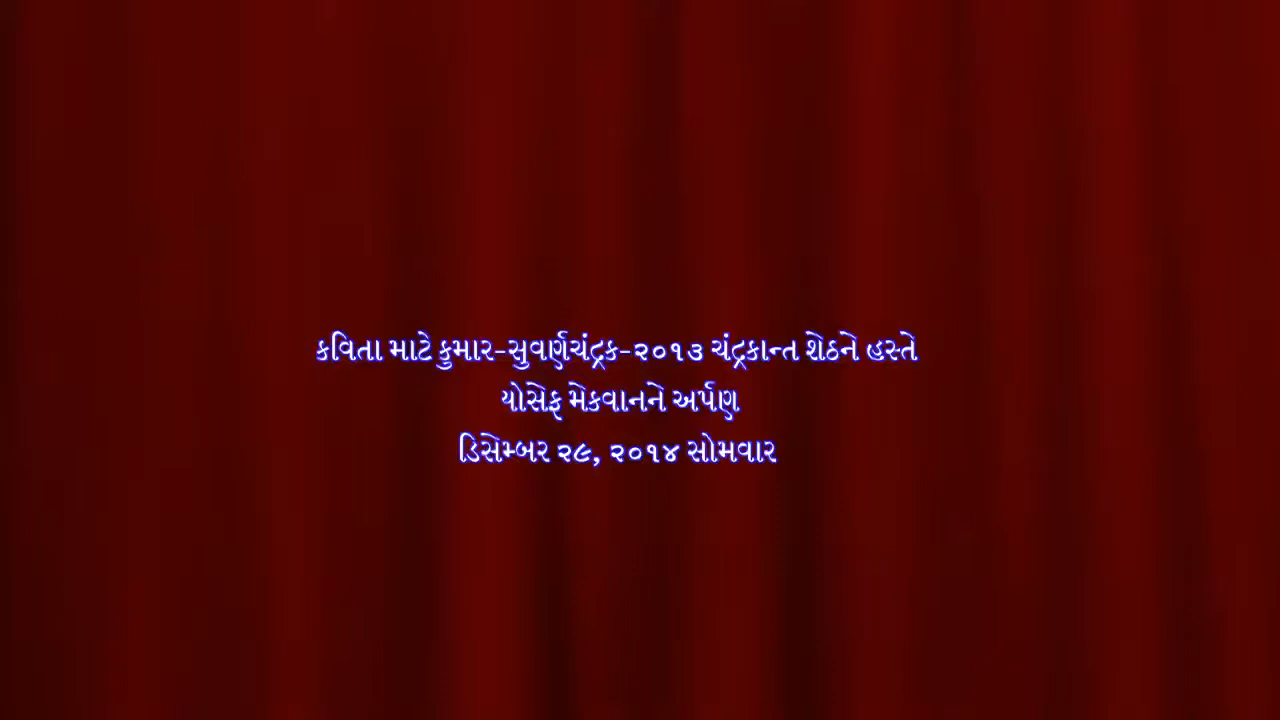 કવિતા માટે કુમાર-સુવર્ણચંદ્રક-૨૦૧૩ ચંદ્રકાન્ત શેઠને હસ્તે
યોસેફ મેકવાનને અર્પણ
ડિસેમ્બર ૨૯, ૨૦૧૪ સોમવાર